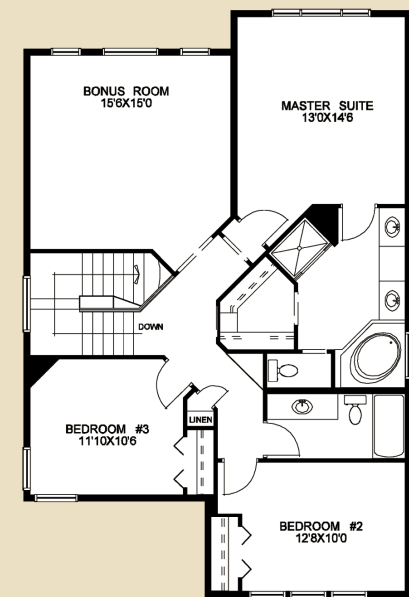 BONUS ROOM
15'6X15'0
MASTER SUITE
13'0X14'6
DOWN
LINEN
BEDROOM #3
11'10X10'6
BEDROOM #2
12'8X10'0